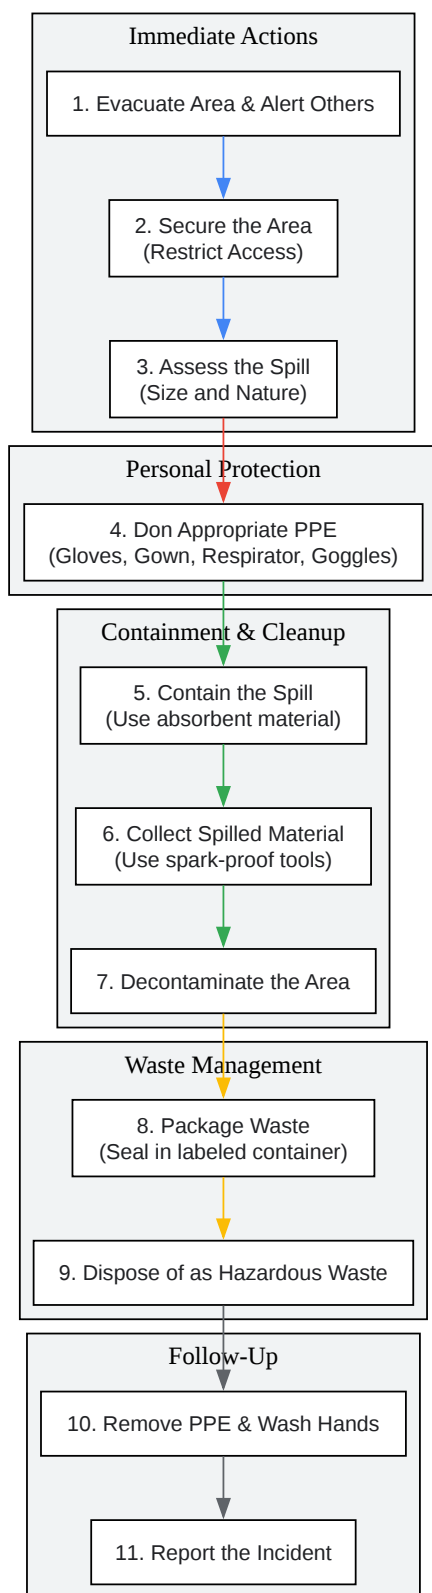 Immediate Actions
1. Evacuate Area & Alert Others
2. Secure the Area
(Restrict Access)
3. Assess the Spill
(Size and Nature)
Personal Protection
4. Don Appropriate PPE
(Gloves, Gown, Respirator, Goggles)
Containment & Cleanup
5. Contain the Spill
(Use absorbent material)
6. Collect Spilled Material
(Use spark-proof tools)
7. Decontaminate the Area
Waste Management
8. Package Waste
(Seal in labeled container)
9. Dispose of as Hazardous Waste
Follow-Up
10. Remove PPE & Wash Hands
11. Report the Incident